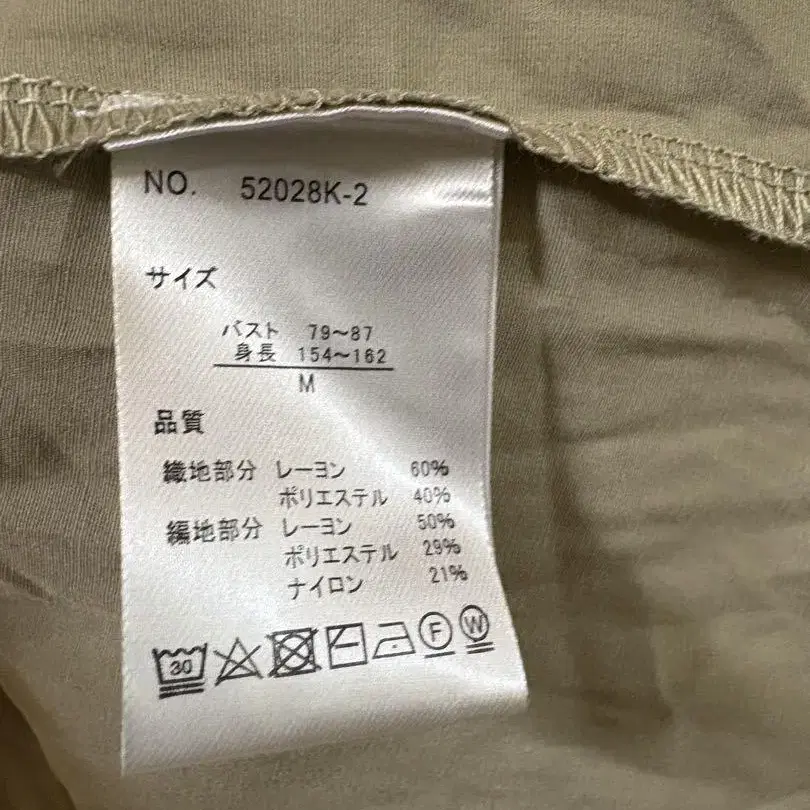 NO. 52028K-2
サイズ
バスト 79～87
身長 154～162
M
品質
織地部分 レーヨン 60%
ポリエステル 40%
編地部分 レーヨン 50%
ポリエステル 29%
ナイロン 21%
30 F W